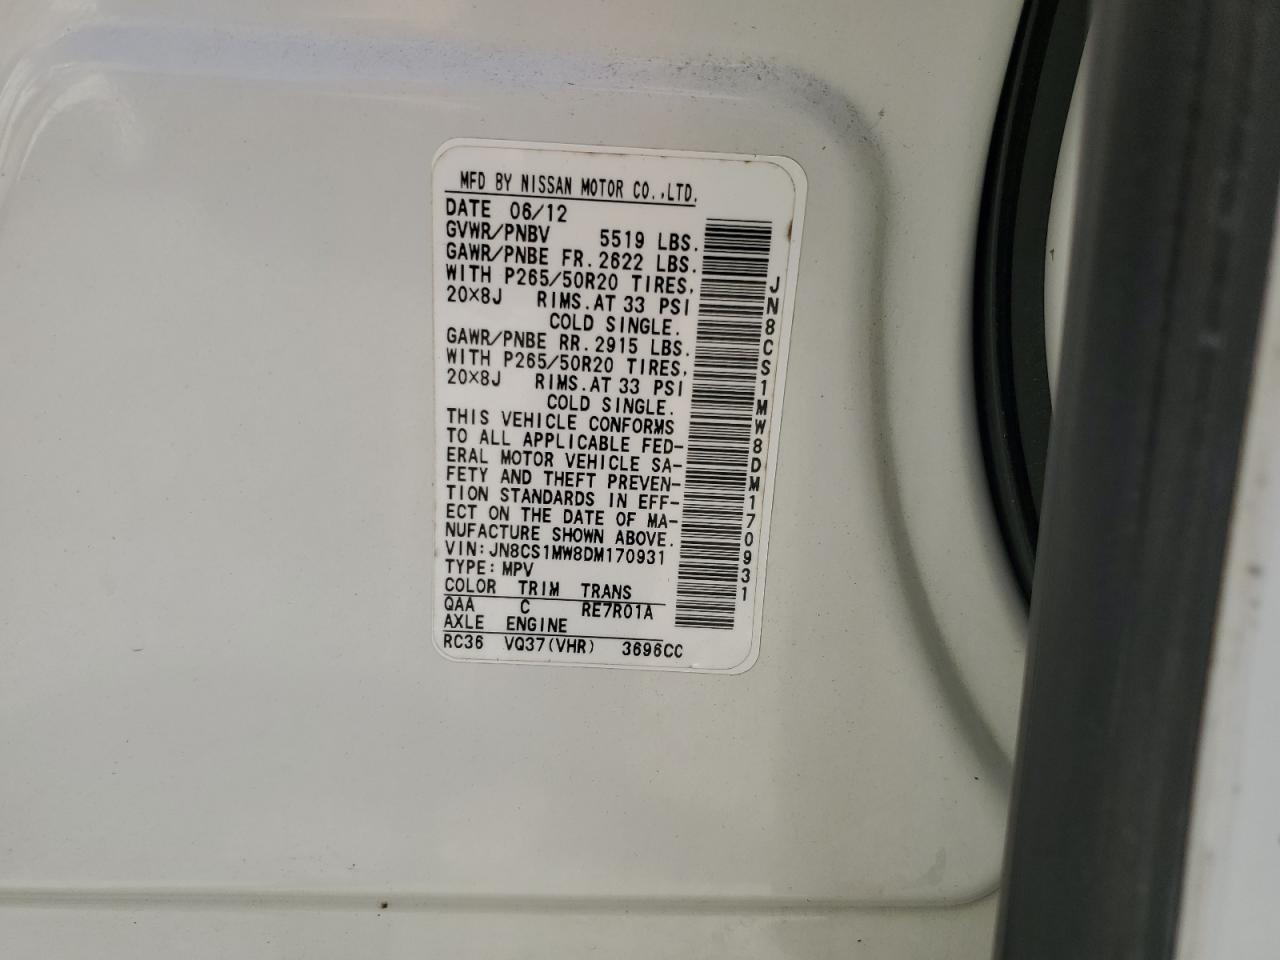 MFD BY NISSAN MOTOR CO.,LTD.
DATE 06/12
GVWR/PNBV 5519 LBS.
GAWR/PNBE FR. 2622 LBS.
WITH P265/50R20 TIRES,
20×8J RIMS. AT 33 PSI
COLD SINGLE.
GAWR/PNBE RR. 2915 LBS.
WITH P265/50R20 TIRES,
20×8J RIMS. AT 33 PSI
COLD SINGLE.
THIS VEHICLE CONFORMS
TO ALL APPLICABLE FED-
ERAL MOTOR VEHICLE SA-
FETY AND THEFT PREVEN-
TION STANDARDS IN EFF-
ECT ON THE DATE OF MA-
NUFACTURE SHOWN ABOVE.
VIN: JN8CS1MW8DM170931
TYPE: MPV
COLOR TRIM TRANS
QAA C RE7R01A
AXLE ENGINE
RC36 VQ37(VHR) 3696CC
JN8CS1MW8DM170931